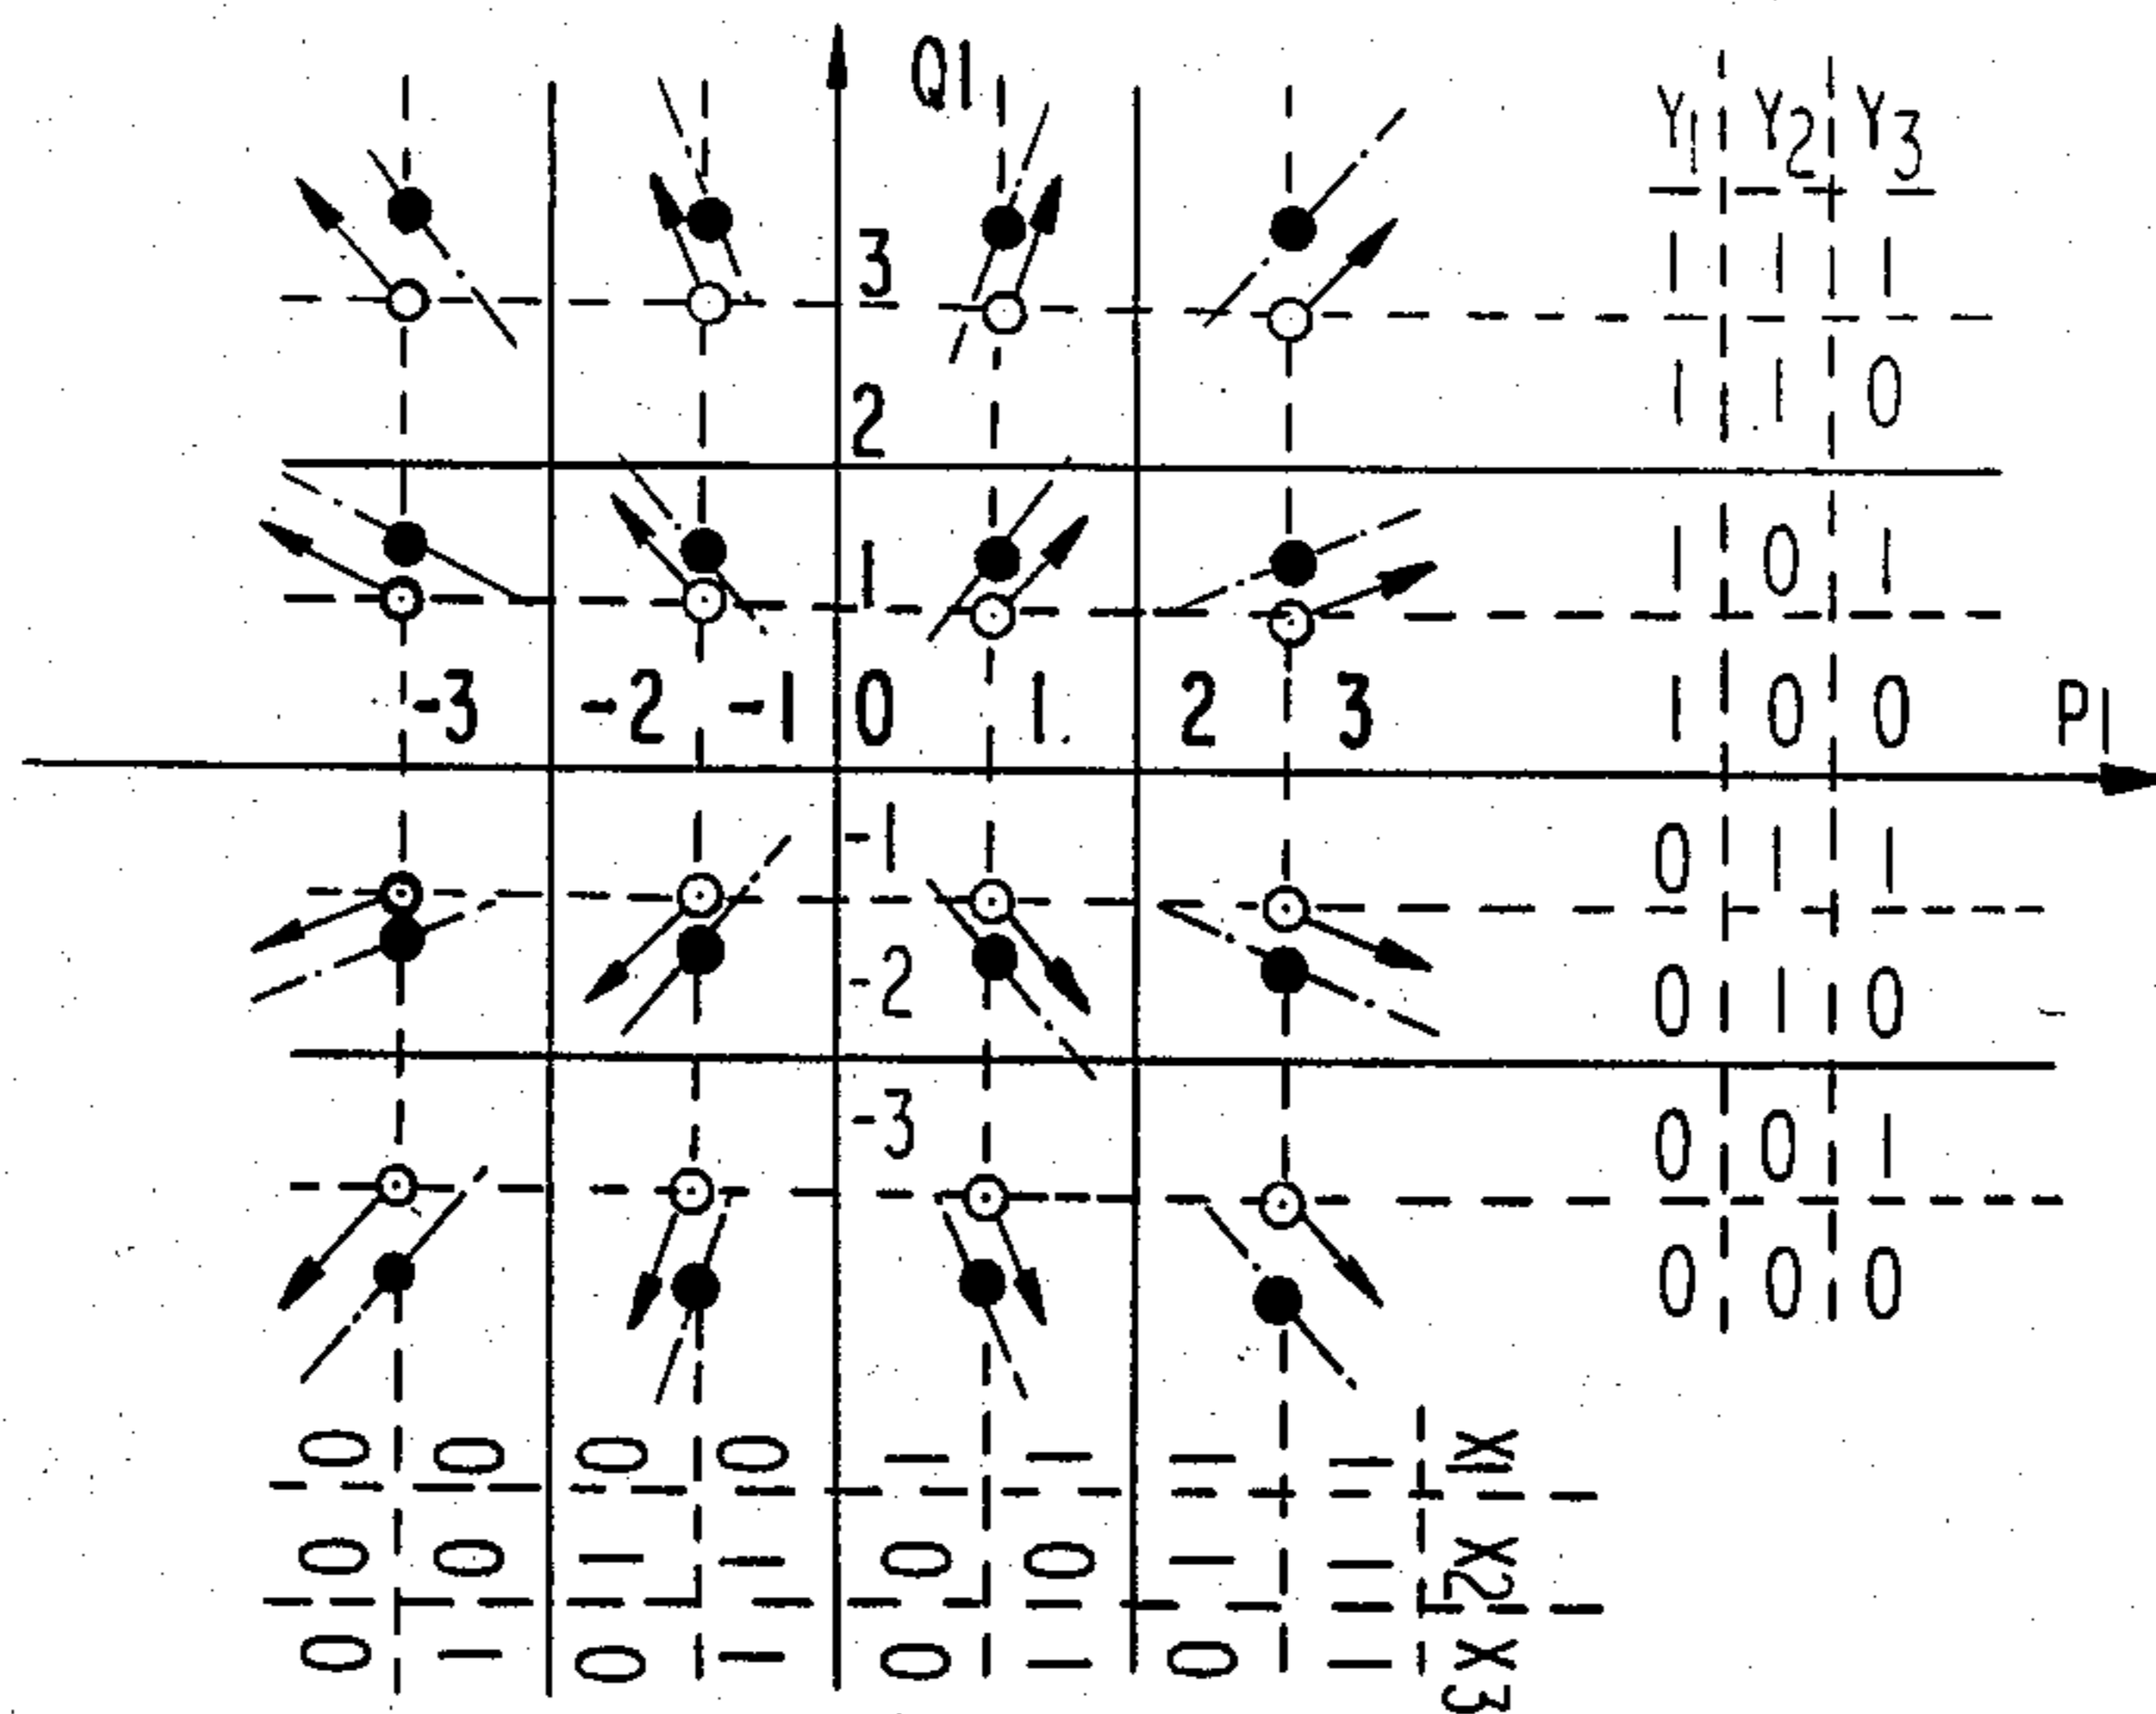 Q1 Y1 Y2 Y3
3 1 1 1
2 1 1 0
1 1 0 1
-3 -2 -1 0 1 2 3 1 0 0 P1
-1 0 1 1
-2 0 1 0
-3 0 0 1
0 0 0
0 0 0 0 1 1 1 1 X1
0 0 1 1 0 0 1 1 X2
0 1 0 1 0 1 0 1 X3